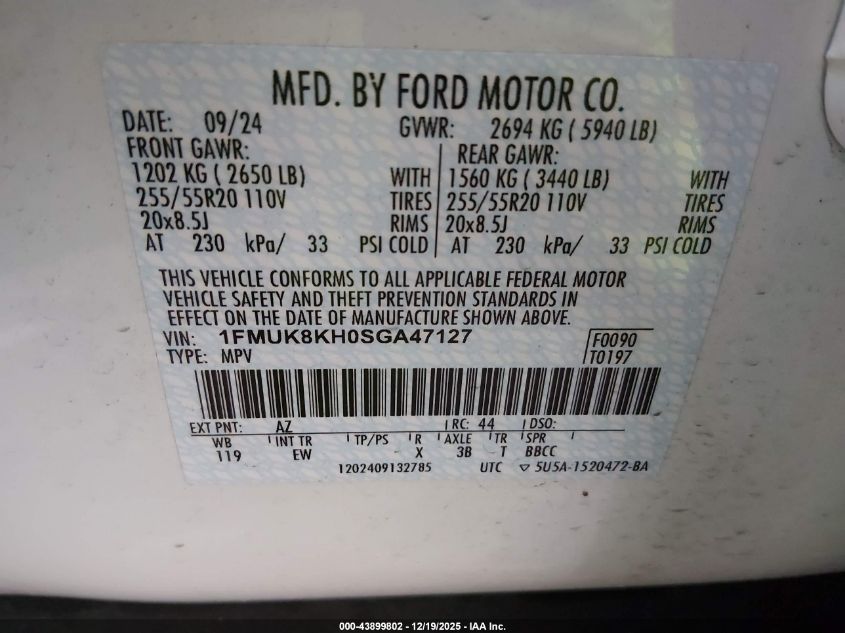 MFD. BY FORD MOTOR CO.
DATE: 09/24 GVWR: 2694 KG ( 5940 LB)
FRONT GAWR: REAR GAWR:
1202 KG ( 2650 LB) WITH 1560 KG ( 3440 LB) WITH
255/55R20 110V TIRES 255/55R20 110V TIRES
20x8.5J RIMS 20x8.5J RIMS
AT 230 kPa/ 33 PSI COLD AT 230 kPa/ 33 PSI COLD
THIS VEHICLE CONFORMS TO ALL APPLICABLE FEDERAL MOTOR
VEHICLE SAFETY AND THEFT PREVENTION STANDARDS IN
EFFECT ON THE DATE OF MANUFACTURE SHOWN ABOVE.
VIN: 1FMUK8KH0SGA47127 F0090
TYPE: MPV T0197
EXT PNT: AZ RC: 44 DSO:
WB INT TR TP/PS R AXLE TR SPR
119 EW - X 3B - T BBCC
1202409132785 UTC ▽ 5U5A-1520472-BA
000-43899802 - 12/19/2025 - IAA Inc.